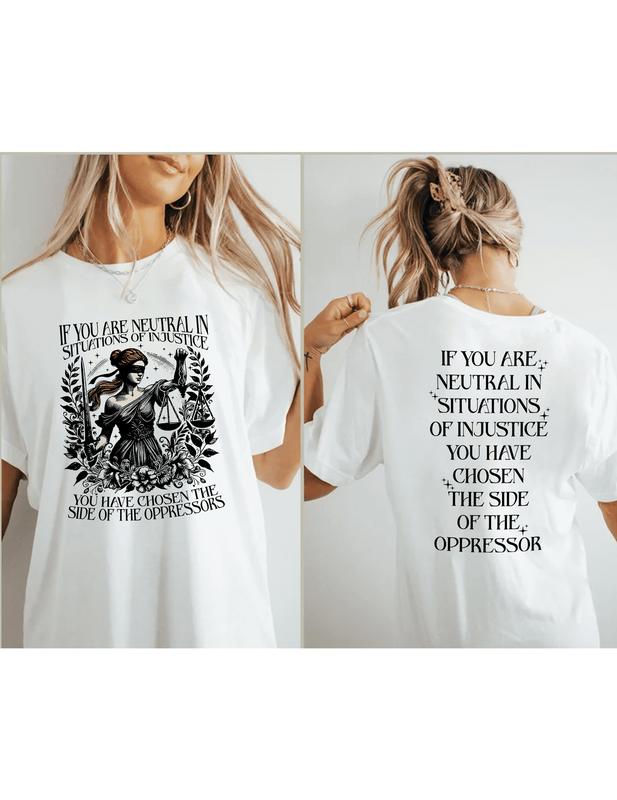 IF YOU ARE NEUTRAL IN
SITUATIONS OF INJUSTICE
YOU HAVE CHOSEN THE
SIDE OF THE OPPRESSORS
IF YOU ARE
NEUTRAL IN
SITUATIONS
OF INJUSTICE
YOU HAVE
CHOSEN
THE SIDE
OF THE
OPPRESSOR